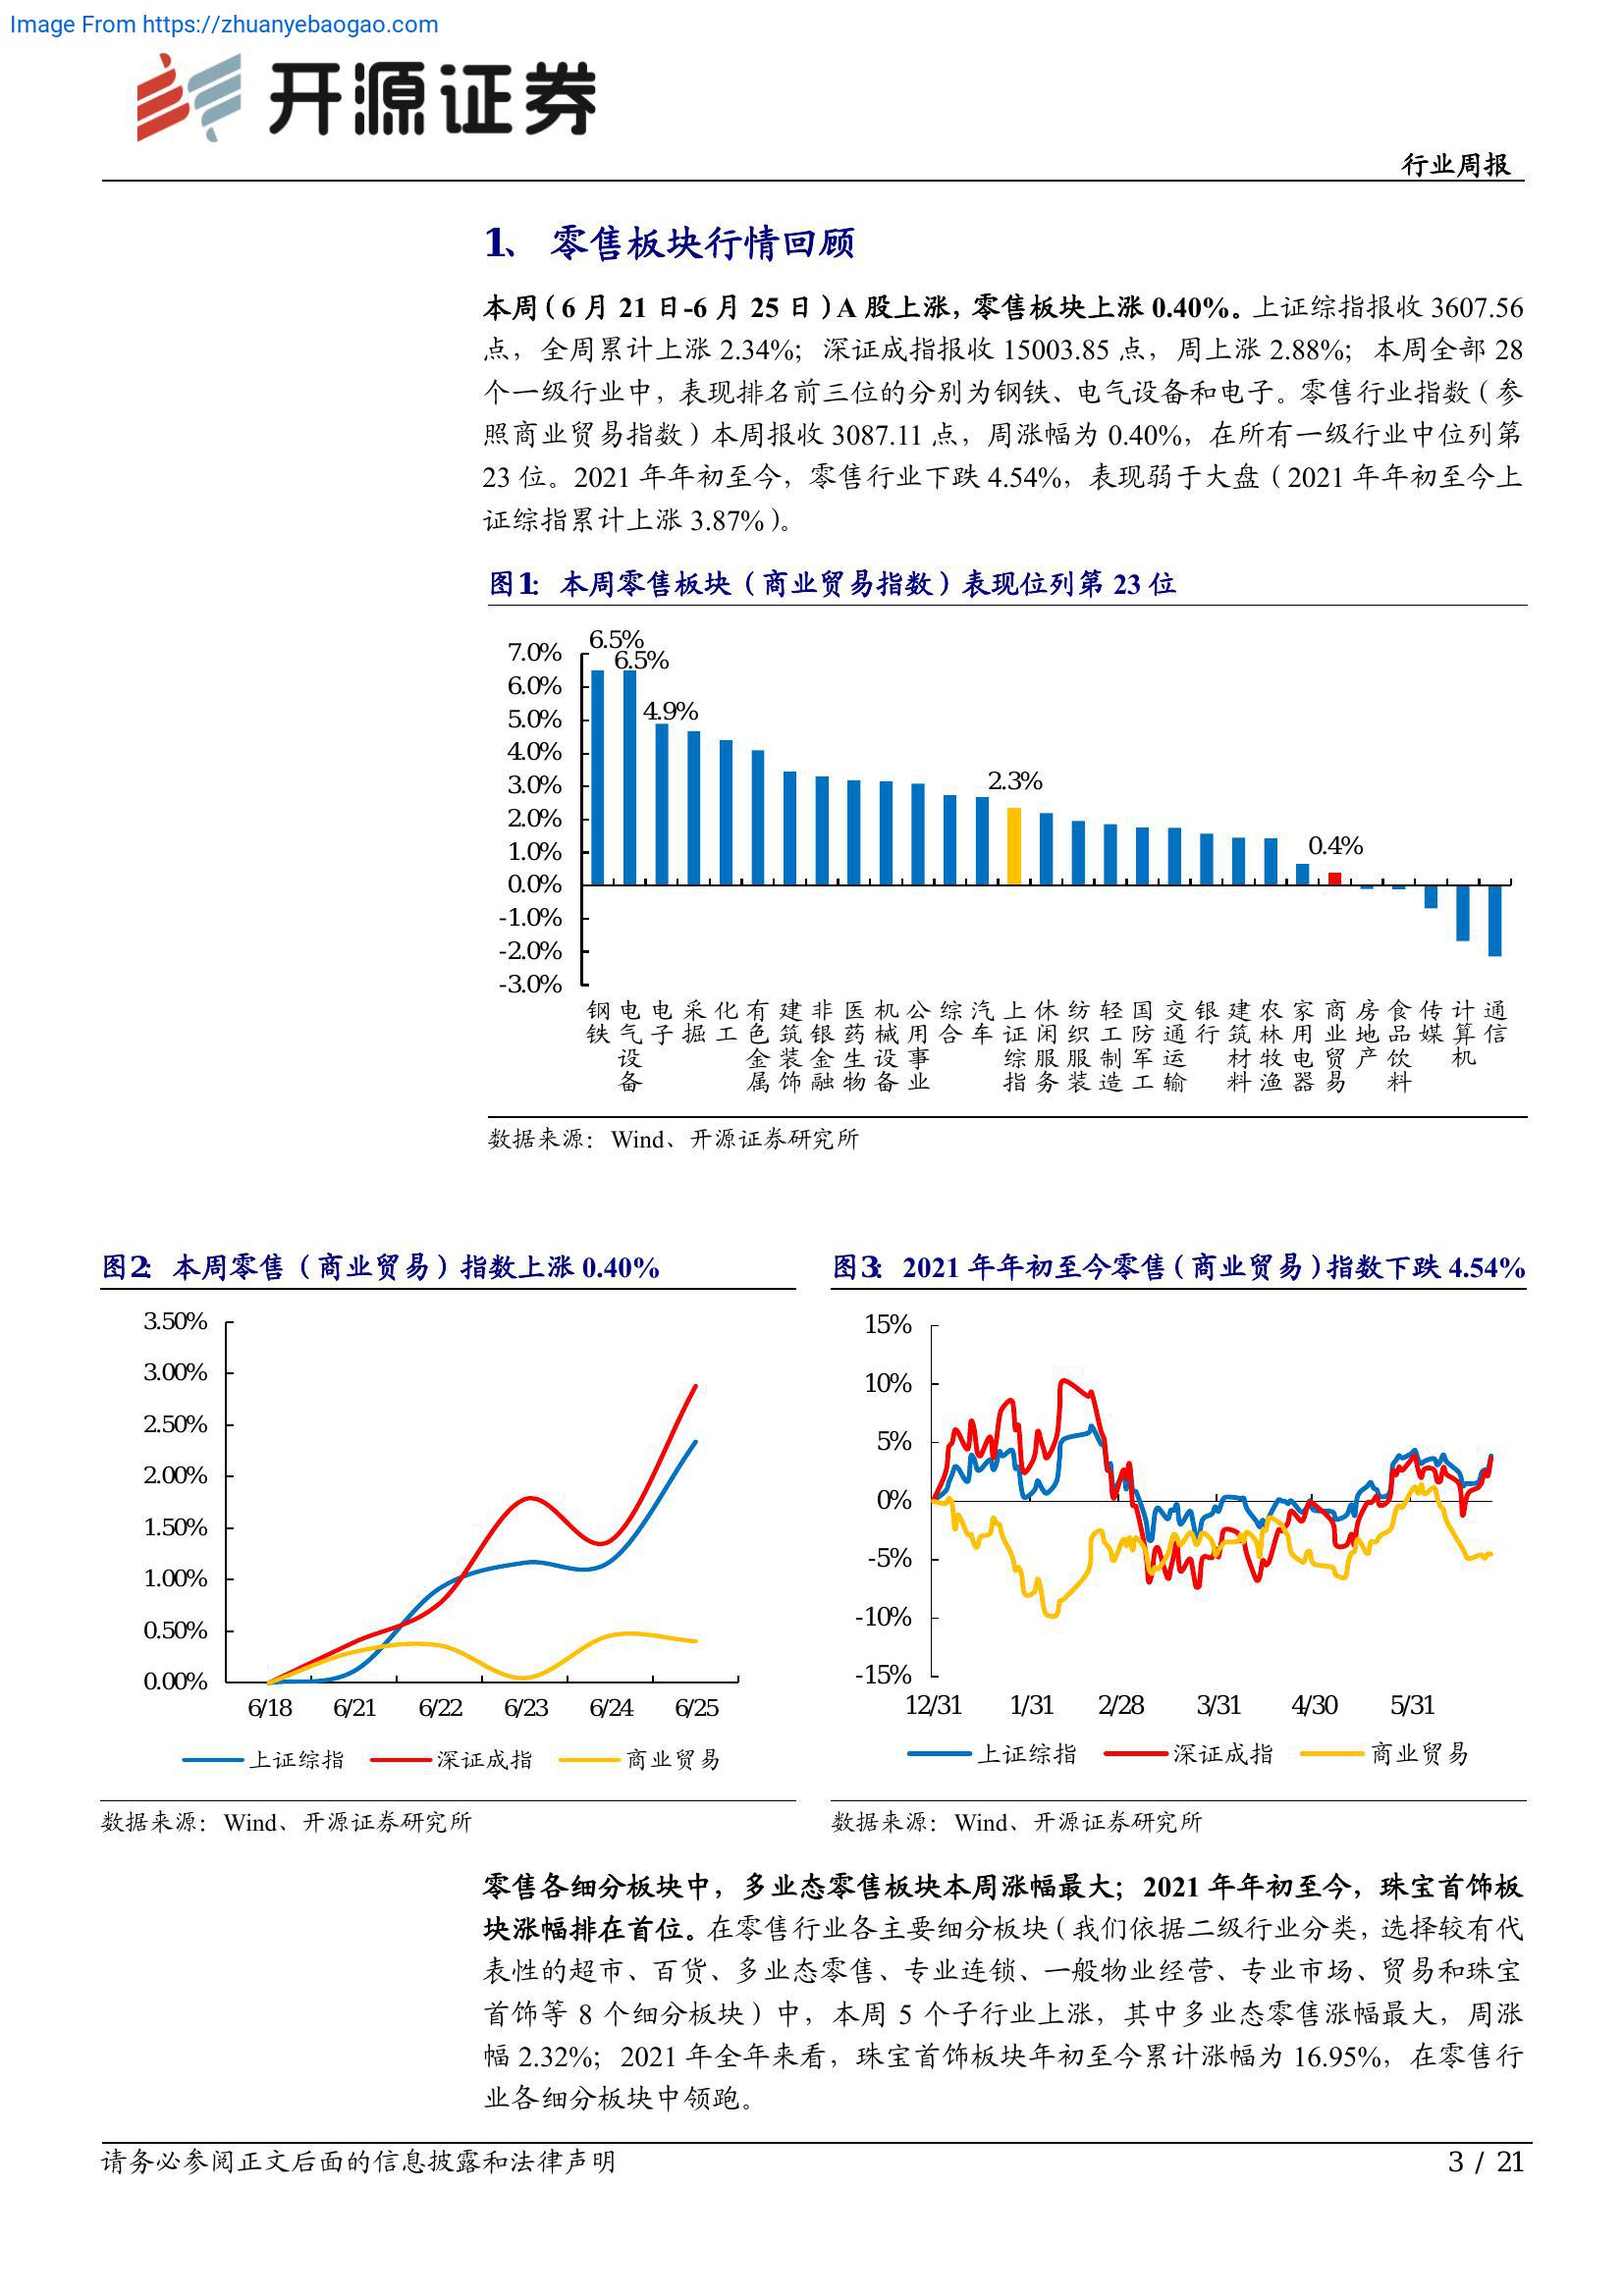 Image From https://zhuanyebaogao.com
开源证券
行业周报
1、 零售板块行情回顾
本周（6 月 21 日-6 月 25 日）A 股上涨，零售板块上涨 0.40%。上证综指报收 3607.56
点，全周累计上涨 2.34%；深证成指报收 15003.85 点，周上涨 2.88%；本周全部 28
个一级行业中，表现排名前三位的分别为钢铁、电气设备和电子。零售行业指数（参
照商业贸易指数）本周报收 3087.11 点，周涨幅为 0.40%，在所有一级行业中位列第
23 位。2021 年年初至今，零售行业下跌 4.54%，表现弱于大盘（2021 年年初至今上
证综指累计上涨 3.87%）。
图1： 本周零售板块（商业贸易指数）表现位列第 23 位
6.5%
6.5%
4.9%
2.3%
0.4%
7.0%
6.0%
5.0%
4.0%
3.0%
2.0%
1.0%
0.0%
-1.0%
-2.0%
-3.0%
钢铁
电气设备
电子
采掘
化工
有色金属
建筑装饰
非银金融
医药生物
机械设备
公用事业
综合
汽车
上证综指
休闲服务
纺织服装
轻工制造
国防军工
交通运输
银行
建筑材料
农林牧渔
家用电器
商业贸易
房地产
食品饮料
传媒
计算机
通信
数据来源：Wind、开源证券研究所
图2： 本周零售（商业贸易）指数上涨 0.40%
3.50%
3.00%
2.50%
2.00%
1.50%
1.00%
0.50%
0.00%
6/18 6/21 6/22 6/23 6/24 6/25
上证综指 深证成指 商业贸易
数据来源：Wind、开源证券研究所
图3： 2021 年年初至今零售（商业贸易）指数下跌 4.54%
15%
10%
5%
0%
-5%
-10%
-15%
12/31 1/31 2/28 3/31 4/30 5/31
上证综指 深证成指 商业贸易
数据来源：Wind、开源证券研究所
零售各细分板块中，多业态零售板块本周涨幅最大；2021 年年初至今，珠宝首饰板
块涨幅排在首位。在零售行业各主要细分板块（我们依据二级行业分类，选择较有代
表性的超市、百货、多业态零售、专业连锁、一般物业经营、专业市场、贸易和珠宝
首饰等 8 个细分板块）中，本周 5 个子行业上涨，其中多业态零售涨幅最大，周涨
幅 2.32%；2021 年全年来看，珠宝首饰板块年初至今累计涨幅为 16.95%，在零售行
业各细分板块中领跑。
请务必参阅正文后面的信息披露和法律声明
3 / 21